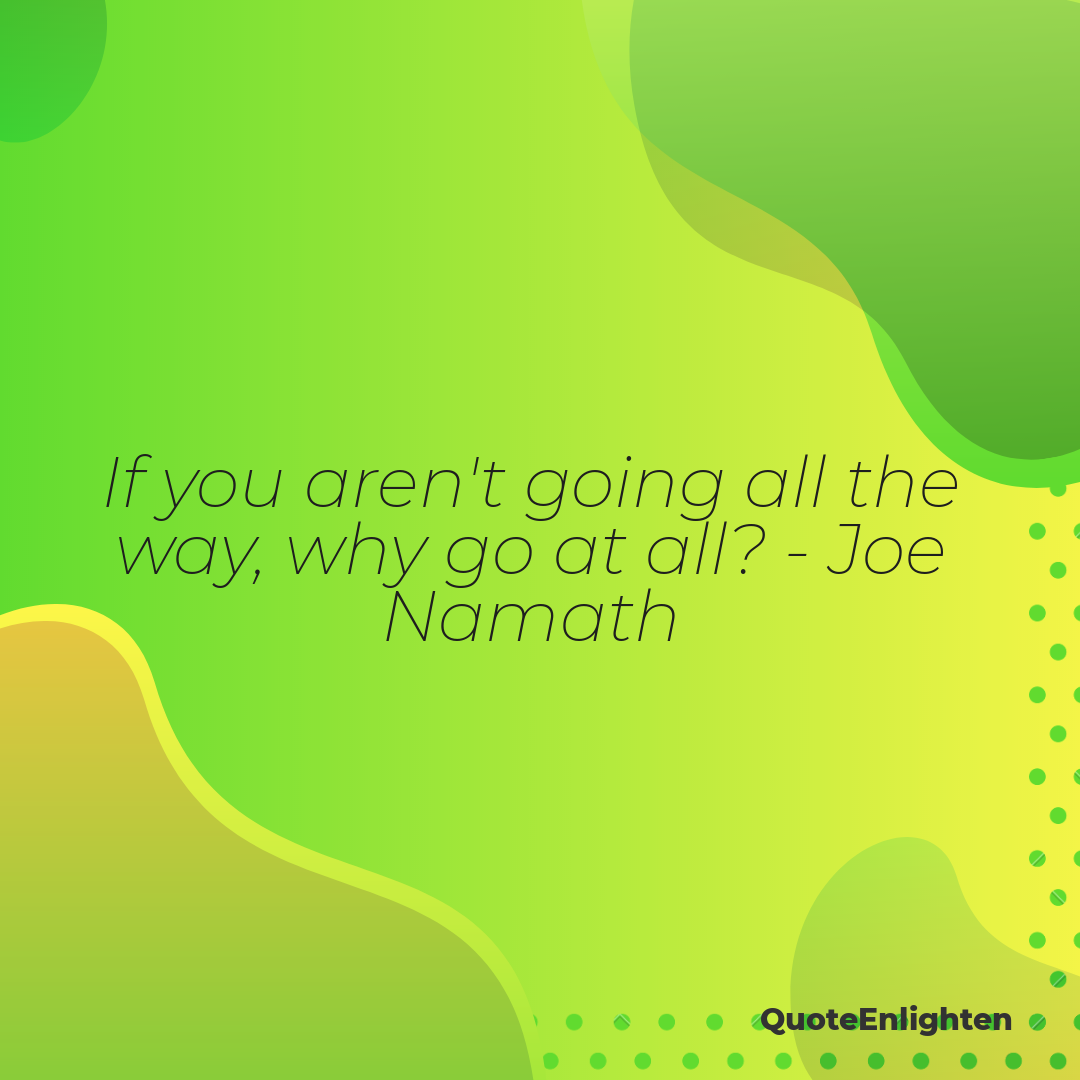 If you aren't going all the
way, why go at all? - Joe
Namath
QuoteEnlighten